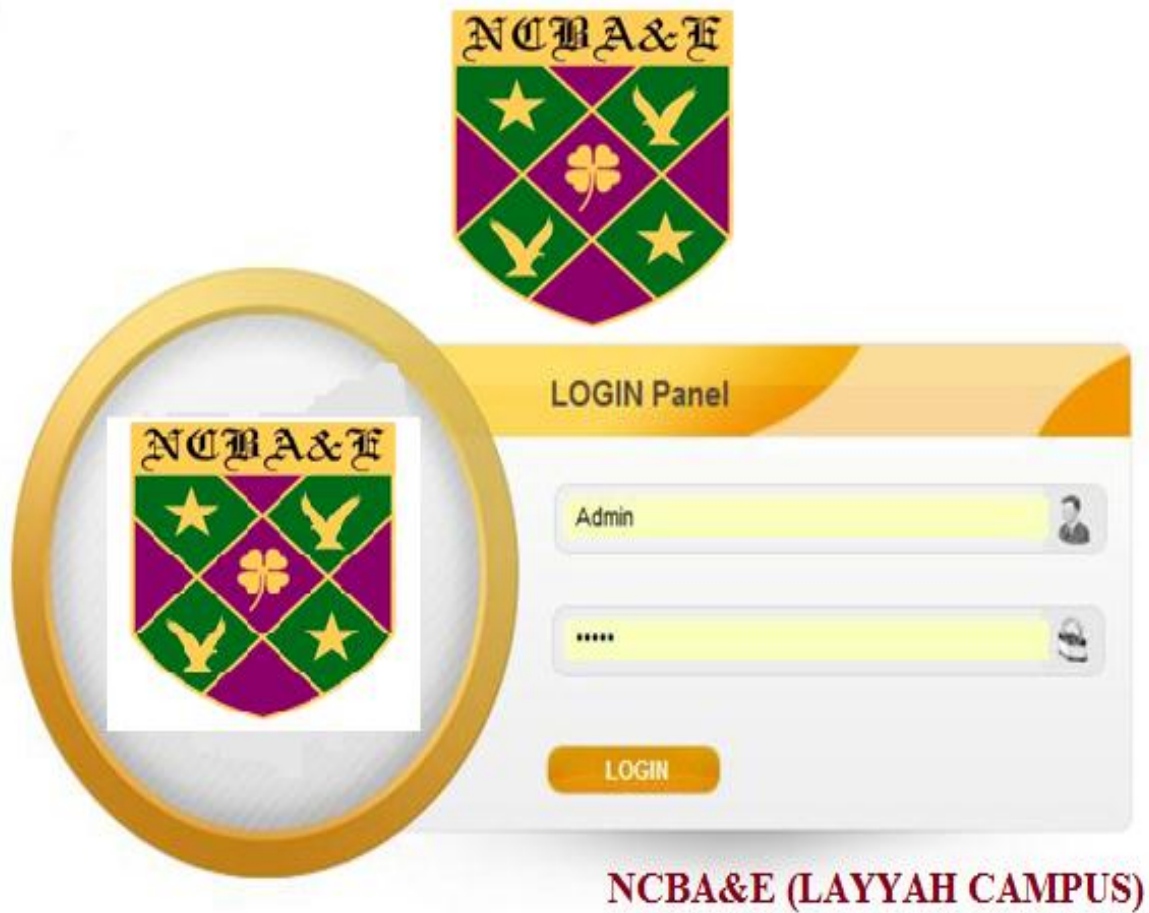 NCBA&E
LOGIN Panel
NCBA&E
Admin
•••••
LOGIN
NCBA&E (LAYYAH CAMPUS)